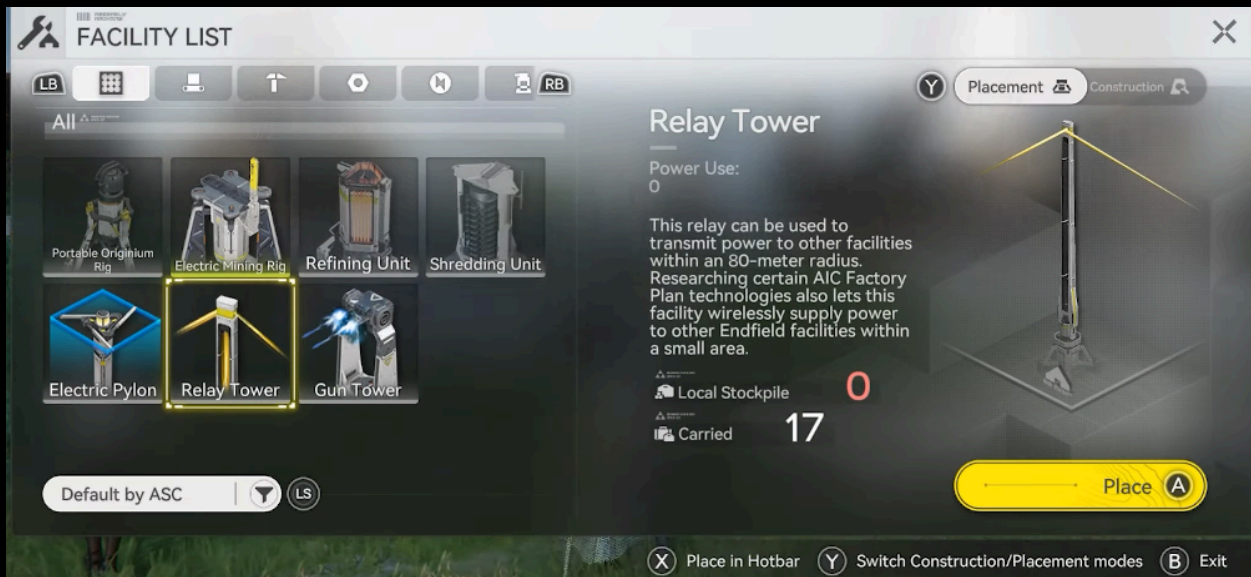 FACILITY LIST
LB
RB
Y
Placement
Construction
All
Portable Originium
Rig
Electric Mining Rig
Refining Unit
Shredding Unit
Electric Pylon
Relay Tower
Gun Tower
Default by ASC
LS
Relay Tower
Power Use:
0
This relay can be used to
transmit power to other facilities
within an 80-meter radius.
Researching certain AIC Factory
Plan technologies also lets this
facility wirelessly supply power
to other Endfield facilities within
a small area.
Local Stockpile 0
Carried 17
Place A
X Place in Hotbar Y Switch Construction/Placement modes B Exit